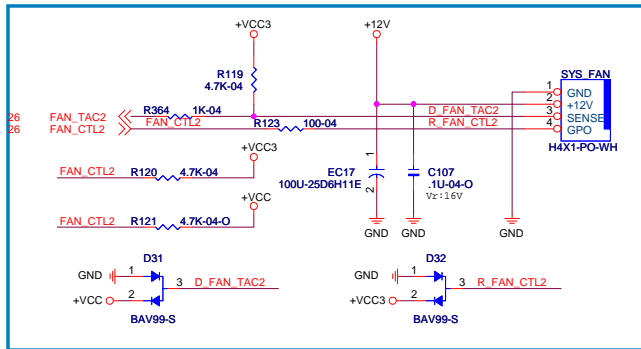 +VCC3
+12V
R119
4.7K-04
SYS_FAN
1 GND
2 +12V
3 SENSE
4 GPO
H4X1-PO-WH
26 FAN_TAC2 R364 1K-04 D_FAN_TAC2
26 FAN_CTL2 FAN_CTL2 R123 100-04 R_FAN_CTL2
+VCC3
FAN_CTL2 R120 4.7K-04
1
EC17
100U-25D6H11E
2
C107
.1U-04-O
Vr:16V
+VCC
FAN_CTL2 R121 4.7K-04-O
GND GND GND
D31
GND 1
3 D_FAN_TAC2
+VCC 2
BAV99-S
D32
GND 1
3 R_FAN_CTL2
+VCC3 2
BAV99-S